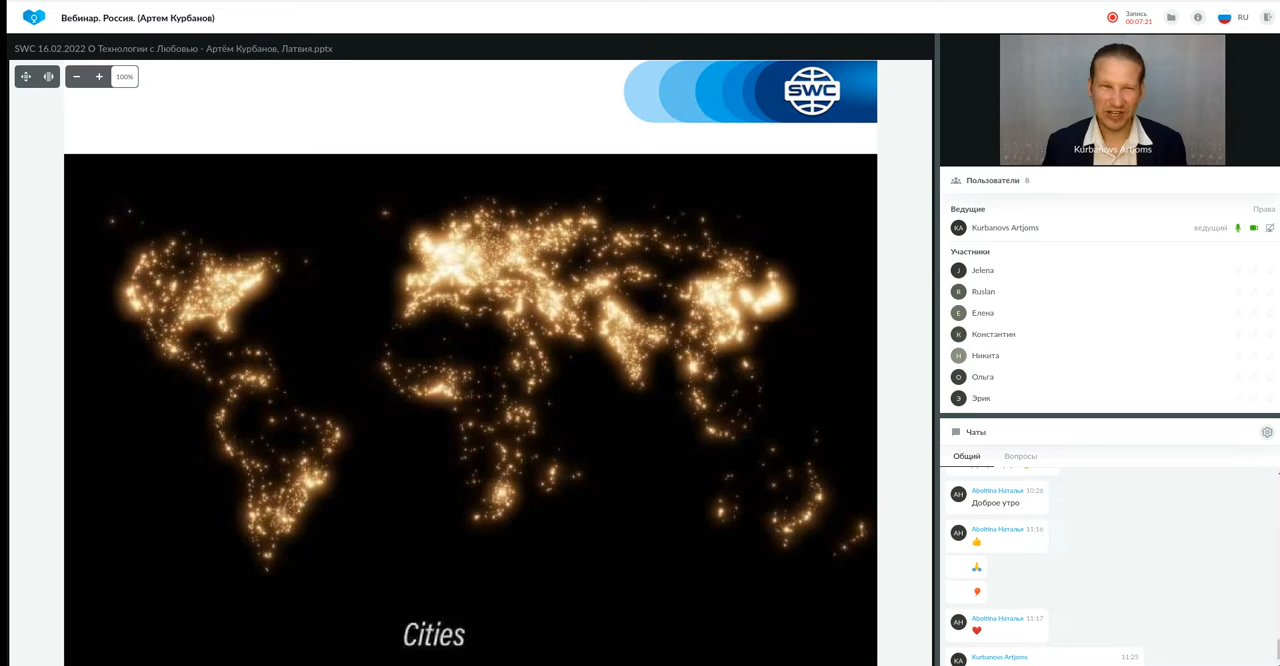 Вебинар. Россия. (Артем Курбанов)
Запись
00:07:21
RU
SWC 16.02.2022 О Технологии с Любовью - Артём Курбанов, Латвия.pptx
100%
SWC
Cities
Kurbanovs Artjoms
Пользователи 8
Ведущие Права
KA Kurbanovs Artjoms ведущий
Участники
J Jelena
R Ruslan
Е Елена
К Константин
Н Никита
О Ольга
Э Эрик
Чаты
Общий Вопросы
АН Aboltina Наталья 10:26
Доброе утро
АН Aboltina Наталья 11:16
👍
🙏
🎈
АН Aboltina Наталья 11:17
❤️
KA Kurbanovs Artjoms 11:25